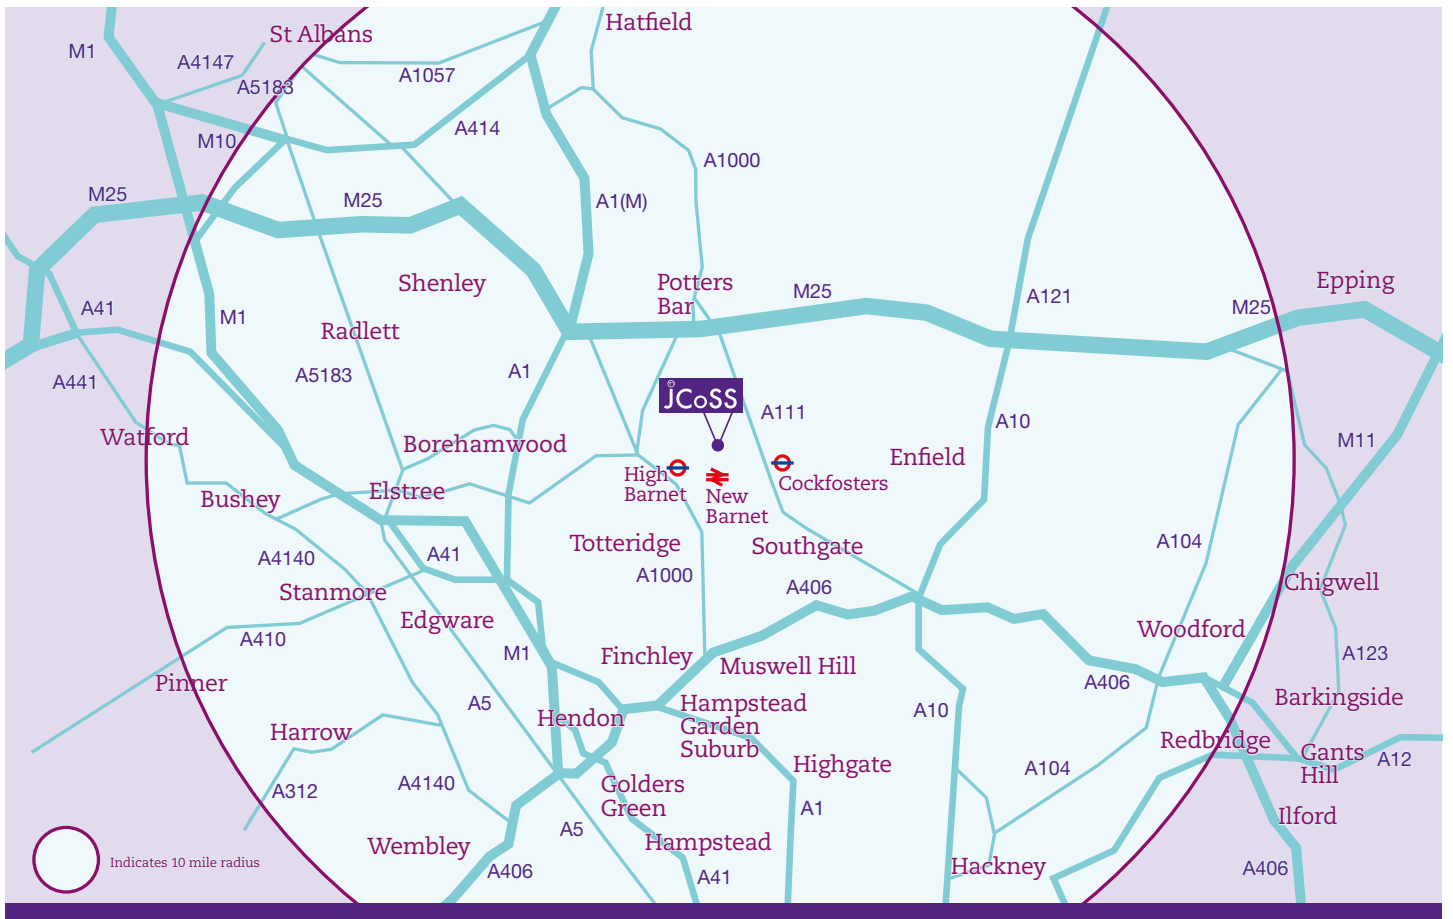 Hatfield
St Albans
M1
A4147
A1057
A5183
A414
M10
A1000
M25
M25
A1(M)
Shenley
Potters
Bar
Epping
M25
A121
M25
A41
M1
Radlett
A5183
A1
A441
JCoSS
A111
A10
M11
Watford
Borehamwood
Enfield
High
Barnet
Cockfosters
Elstree
Bushey
New
Barnet
A4140
A41
Totteridge
Southgate
A104
A1000
A406
Chigwell
Stanmore
Edgware
Woodford
A410
M1
Finchley
Muswell Hill
A123
Pinner
A406
Barkingside
A5
Hampstead
Garden
Suburb
A10
Hendon
Harrow
Redbridge
Gants
Hill
A12
Highgate
A104
A312
A4140
Golders
Green
A1
Ilford
A5
Wembley
Hampstead
Indicates 10 mile radius
A406
A41
Hackney
A406